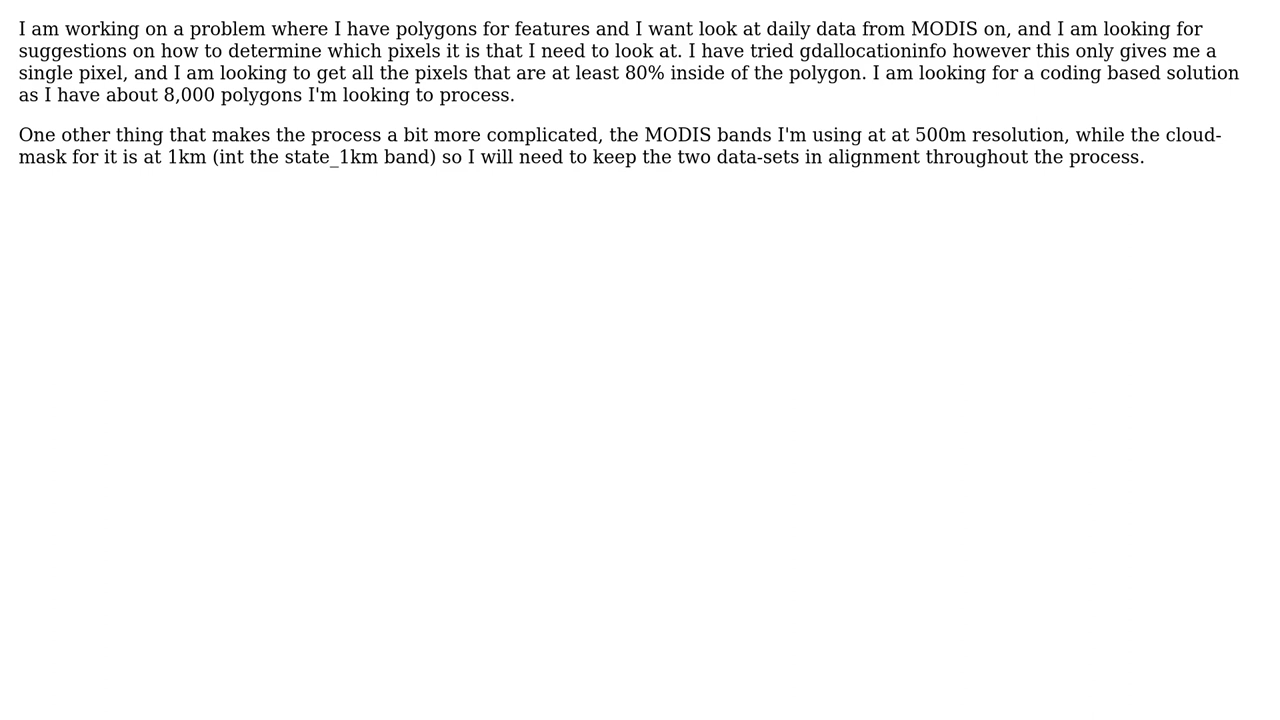 I am working on a problem where I have polygons for features and I want look at daily data from MODIS on, and I am looking for
suggestions on how to determine which pixels it is that I need to look at. I have tried gdallocationinfo however this only gives me a
single pixel, and I am looking to get all the pixels that are at least 80% inside of the polygon. I am looking for a coding based solution
as I have about 8,000 polygons I'm looking to process.
One other thing that makes the process a bit more complicated, the MODIS bands I'm using at at 500m resolution, while the cloud-
mask for it is at 1km (int the state_1km band) so I will need to keep the two data-sets in alignment throughout the process.